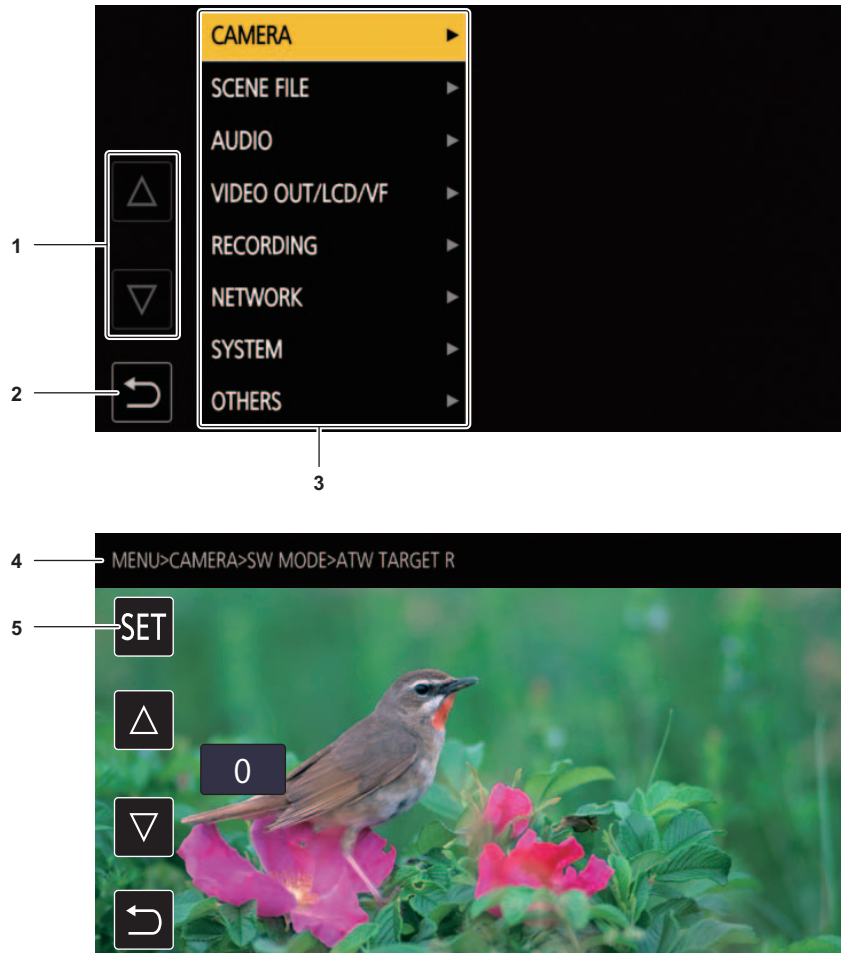 CAMERA
SCENE FILE
AUDIO
VIDEO OUT/LCD/VF
1
RECORDING
NETWORK
SYSTEM
2
OTHERS
3
4
MENU>CAMERA>SW MODE>ATW TARGET R
5
SET
0